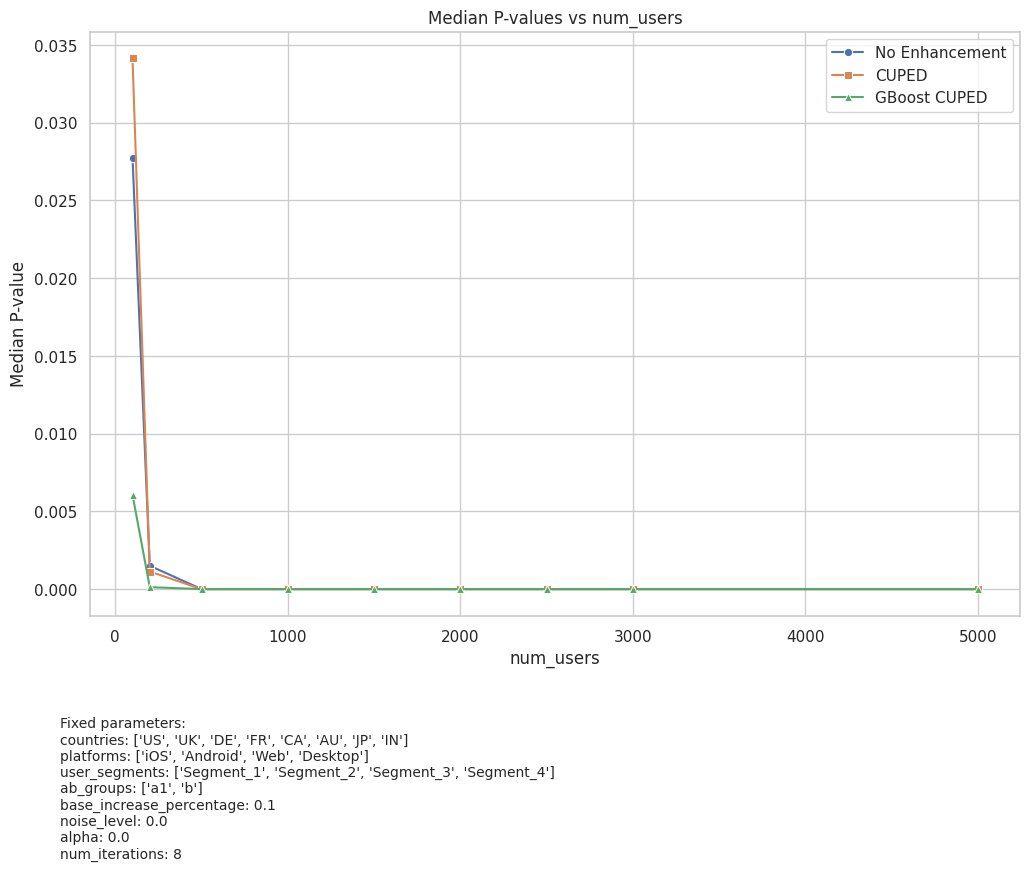 Median P-values vs num_users
No Enhancement
CUPED
GBoost CUPED
Median P-value
0.035
0.030
0.025
0.020
0.015
0.010
0.005
0.000
0
1000
2000
3000
4000
5000
num_users
Fixed parameters:
countries: ['US', 'UK', 'DE', 'FR', 'CA', 'AU', 'JP', 'IN']
platforms: ['iOS', 'Android', 'Web', 'Desktop']
user_segments: ['Segment_1', 'Segment_2', 'Segment_3', 'Segment_4']
ab_groups: ['a1', 'b']
base_increase_percentage: 0.1
noise_level: 0.0
alpha: 0.0
num_iterations: 8